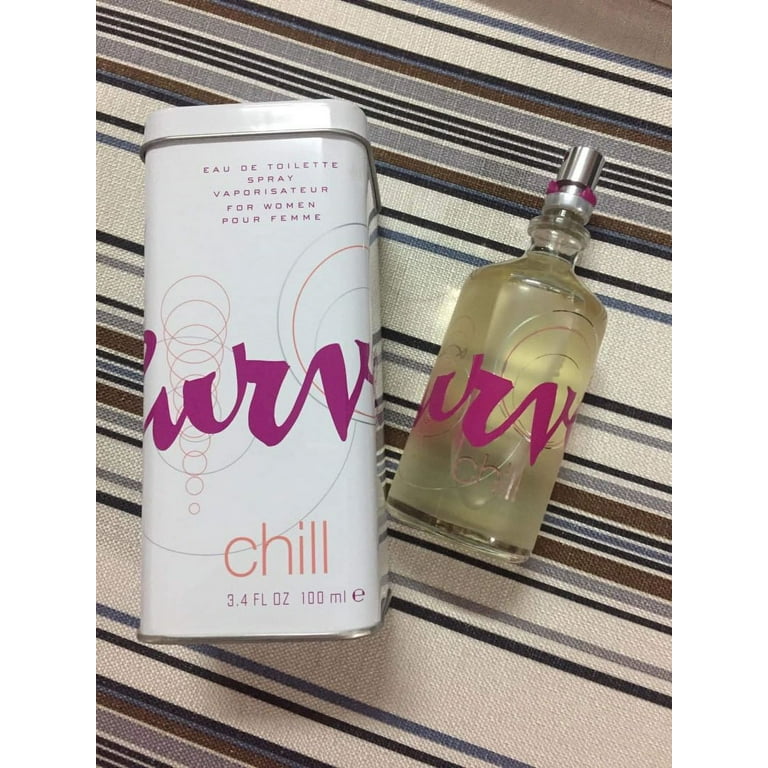 EAU DE TOILETTE
SPRAY
VAPORISATEUR
FOR WOMEN
POUR FEMME
Curve
chill
3.4 FL OZ 100 ml e
Curve
chill